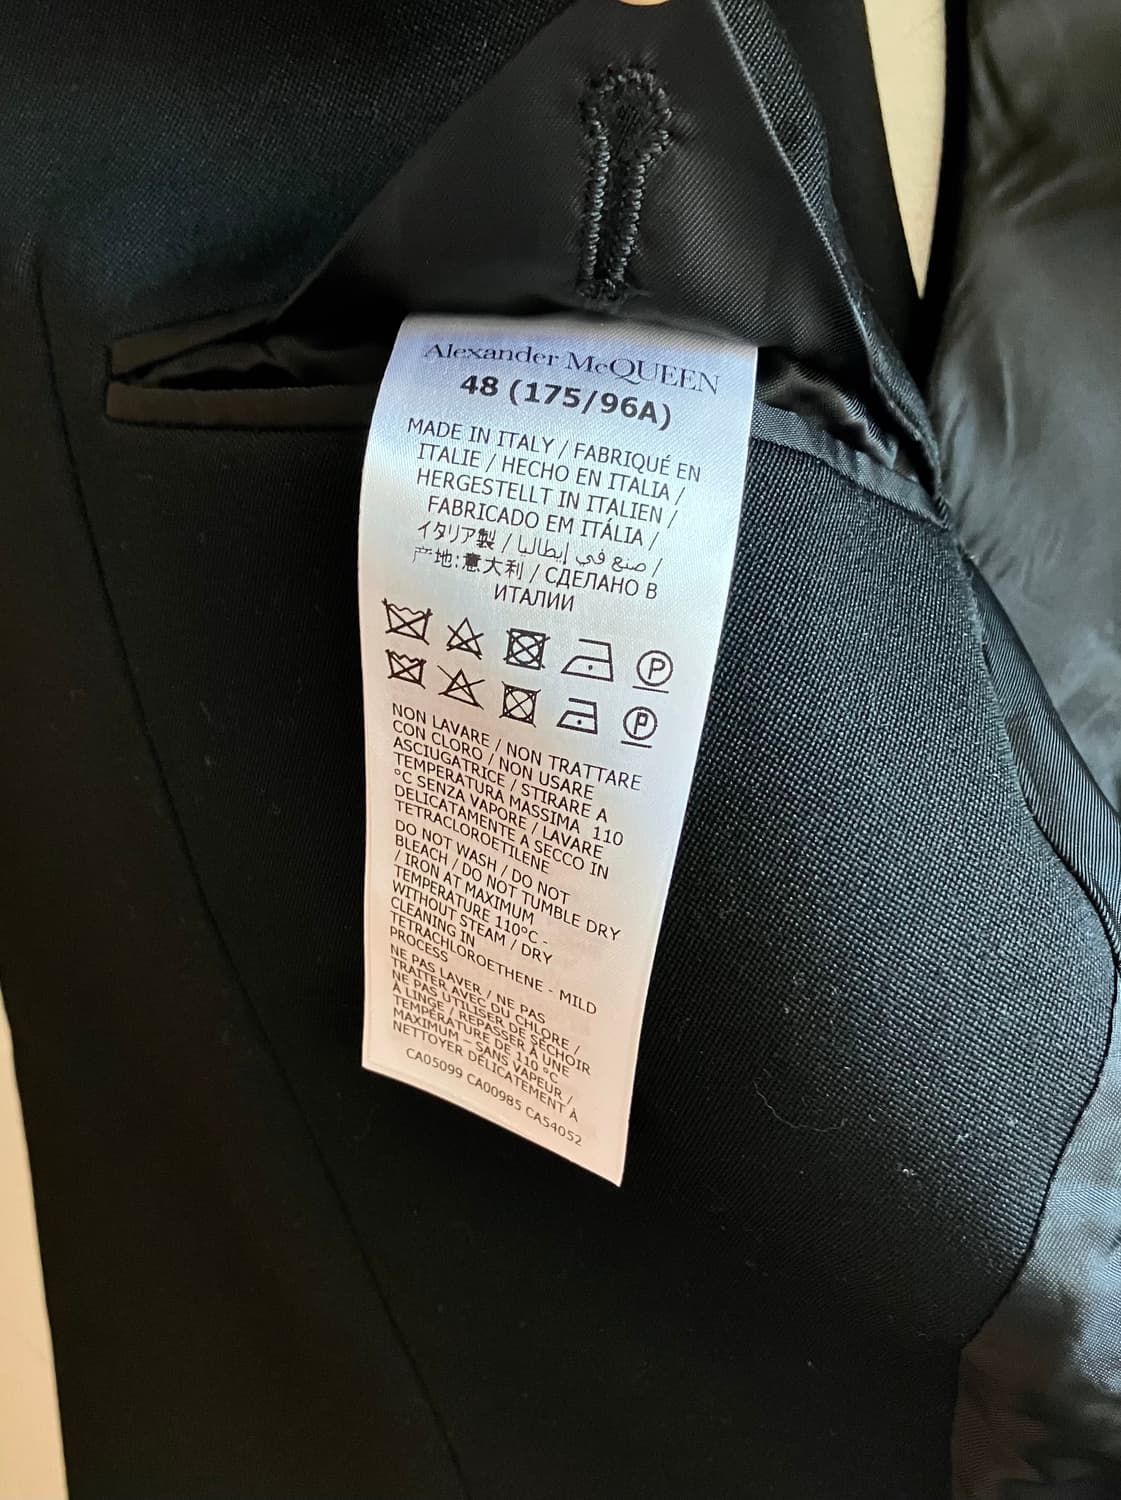 Alexander McQUEEN
48 (175/96A)
MADE IN ITALY / FABRIQUÉ EN
ITALIE / HECHO EN ITALIA /
HERGESTELLT IN ITALIEN /
FABRICADO EM ITÁLIA /
イタリア製 / صنع في إيطاليا /
产地:意大利 / СДЕЛАНО В
ИТАЛИИ
P
P
NON LAVARE / NON TRATTARE
CON CLORO / NON USARE
ASCIUGATRICE / STIRARE A
TEMPERATURA MASSIMA 110
°C SENZA VAPORE / LAVARE
DELICATAMENTE A SECCO IN
TETRACLOROETILENE
DO NOT WASH / DO NOT
BLEACH / DO NOT TUMBLE DRY
/ IRON AT MAXIMUM
TEMPERATURE 110°C -
WITHOUT STEAM / DRY
CLEANING IN
TETRACHLOROETHENE - MILD
PROCESS
NE PAS LAVER / NE PAS
TRAITER AVEC DU CHLORE /
NE PAS UTILISER DE SÉCHOIR
À LINGE / REPASSER À UNE
TEMPÉRATURE DE 110 °C
MAXIMUM - SANS VAPEUR /
NETTOYER DÉLICATEMENT À
CA05099 CA00985 CA54052